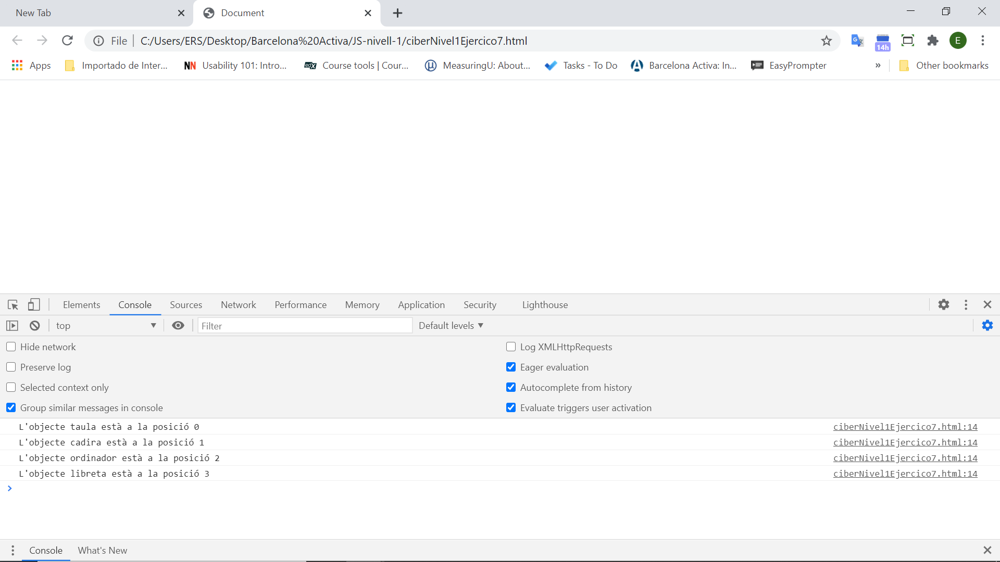 New Tab
Document
File
C:/Users/ERS/Desktop/Barcelona%20Activa/JS-nivell-1/ciberNivel1Ejercico7.html
G
14h
E
Apps
Importado de Inter...
NN
Usability 101: Intro...
edX
Course tools | Cour...
μ
MeasuringU: About...
Tasks - To Do
Barcelona Activa: In...
EasyPrompter
»
Other bookmarks
Elements
Console
Sources
Network
Performance
Memory
Application
Security
Lighthouse
top
Filter
Default levels
Hide network
Log XMLHttpRequests
Preserve log
Eager evaluation
Selected context only
Autocomplete from history
Group similar messages in console
Evaluate triggers user activation
L'objecte taula està a la posició 0
ciberNivel1Ejercico7.html:14
L'objecte cadira està a la posició 1
ciberNivel1Ejercico7.html:14
L'objecte ordinador està a la posició 2
ciberNivel1Ejercico7.html:14
L'objecte libreta està a la posició 3
ciberNivel1Ejercico7.html:14
Console
What's New